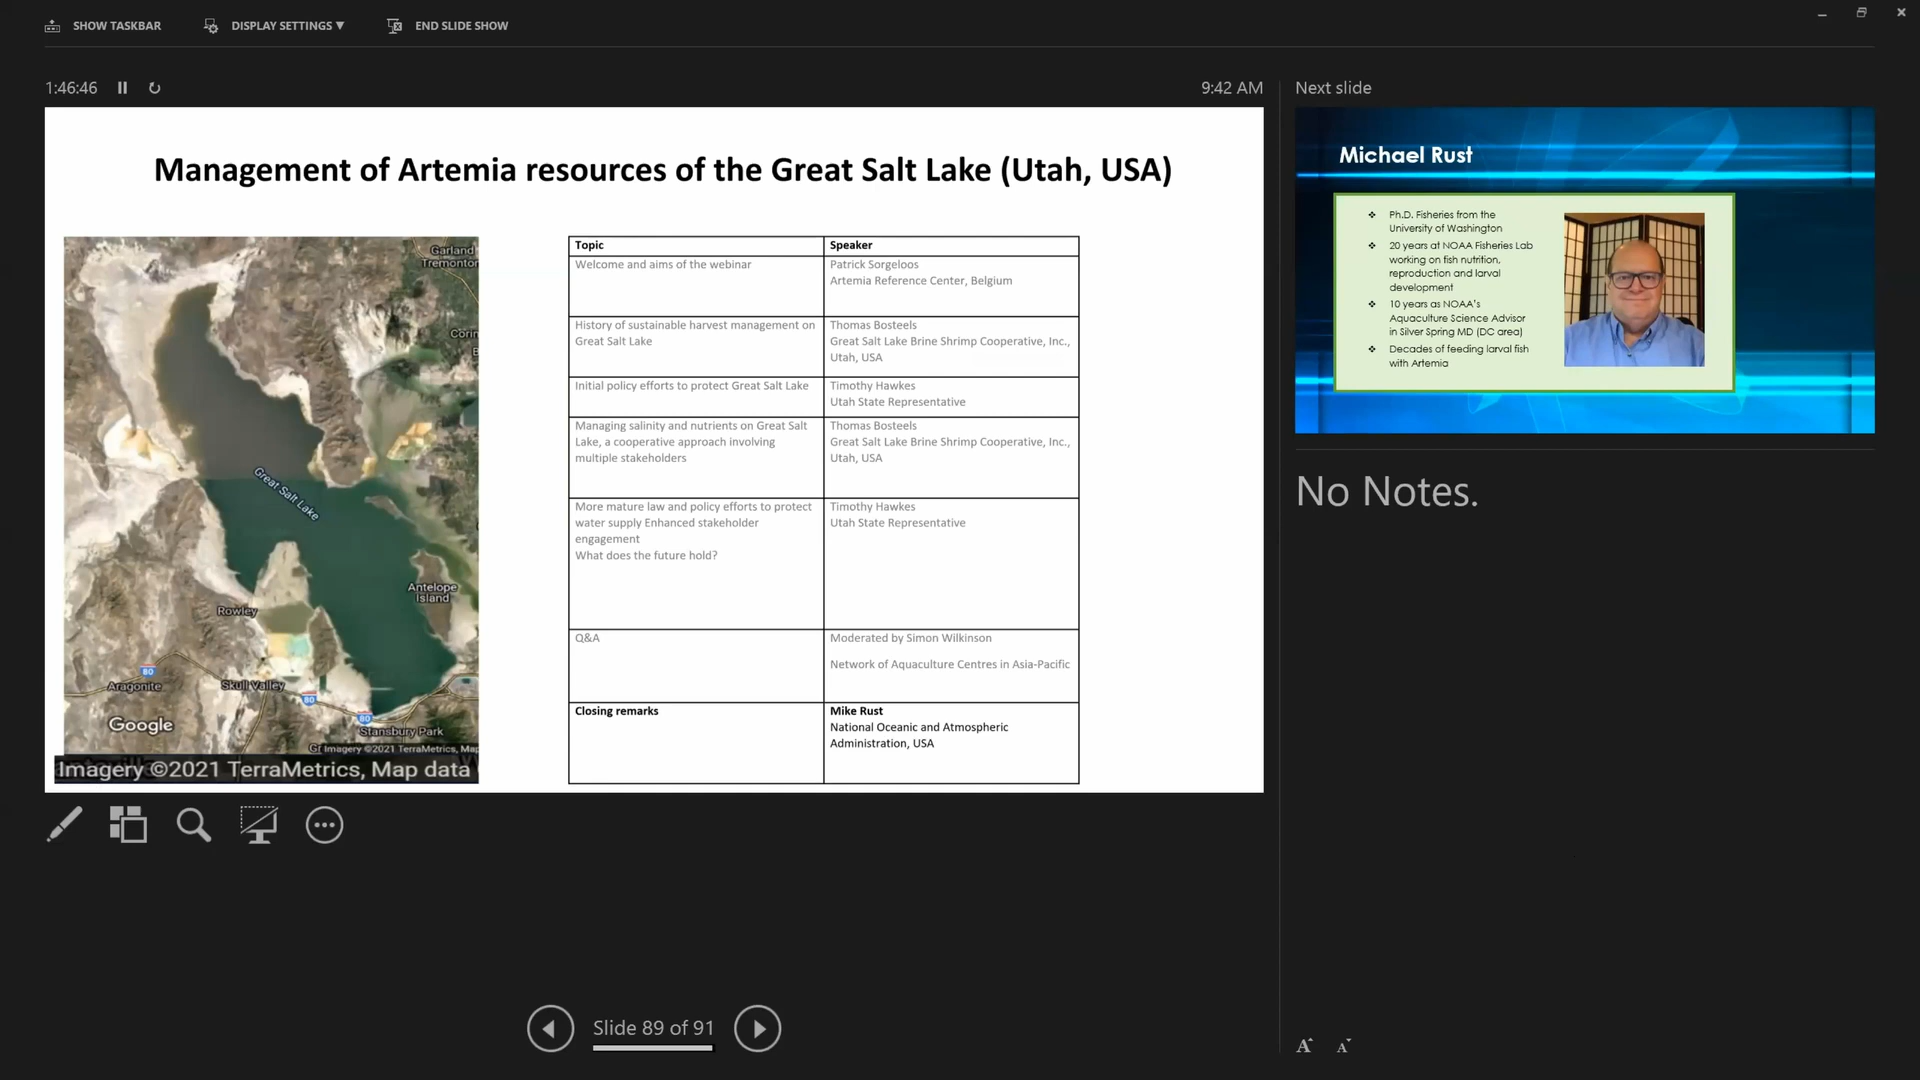 SHOW TASKBAR
DISPLAY SETTINGS ▼
END SLIDE SHOW
1:46:46
9:42 AM
Next slide
Management of Artemia resources of the Great Salt Lake (Utah, USA)
Garland
Tremonton
Great Salt Lake
Antelope
Island
Rowley
80
Aragonite
Skull Valley
80
80
Google
Stansbury Park
Imagery ©2021 TerraMetrics, Map
Imagery ©2021 TerraMetrics, Map data
Topic
Speaker
Welcome and aims of the webinar
Patrick Sorgeloos
Artemia Reference Center, Belgium
History of sustainable harvest management on
Great Salt Lake
Thomas Bosteels
Great Salt Lake Brine Shrimp Cooperative, Inc.,
Utah, USA
Initial policy efforts to protect Great Salt Lake
Timothy Hawkes
Utah State Representative
Managing salinity and nutrients on Great Salt
Lake, a cooperative approach involving
multiple stakeholders
Thomas Bosteels
Great Salt Lake Brine Shrimp Cooperative, Inc.,
Utah, USA
More mature law and policy efforts to protect
water supply Enhanced stakeholder
engagement
What does the future hold?
Timothy Hawkes
Utah State Representative
Q&A
Moderated by Simon Wilkinson
Network of Aquaculture Centres in Asia-Pacific
Closing remarks
Mike Rust
National Oceanic and Atmospheric
Administration, USA
Michael Rust
❖ Ph.D. Fisheries from the
University of Washington
❖ 20 years at NOAA Fisheries Lab
working on fish nutrition,
reproduction and larval
development
❖ 10 years as NOAA's
Aquaculture Science Advisor
in Silver Spring MD (DC area)
❖ Decades of feeding larval fish
with Artemia
No Notes.
Slide 89 of 91
A
A